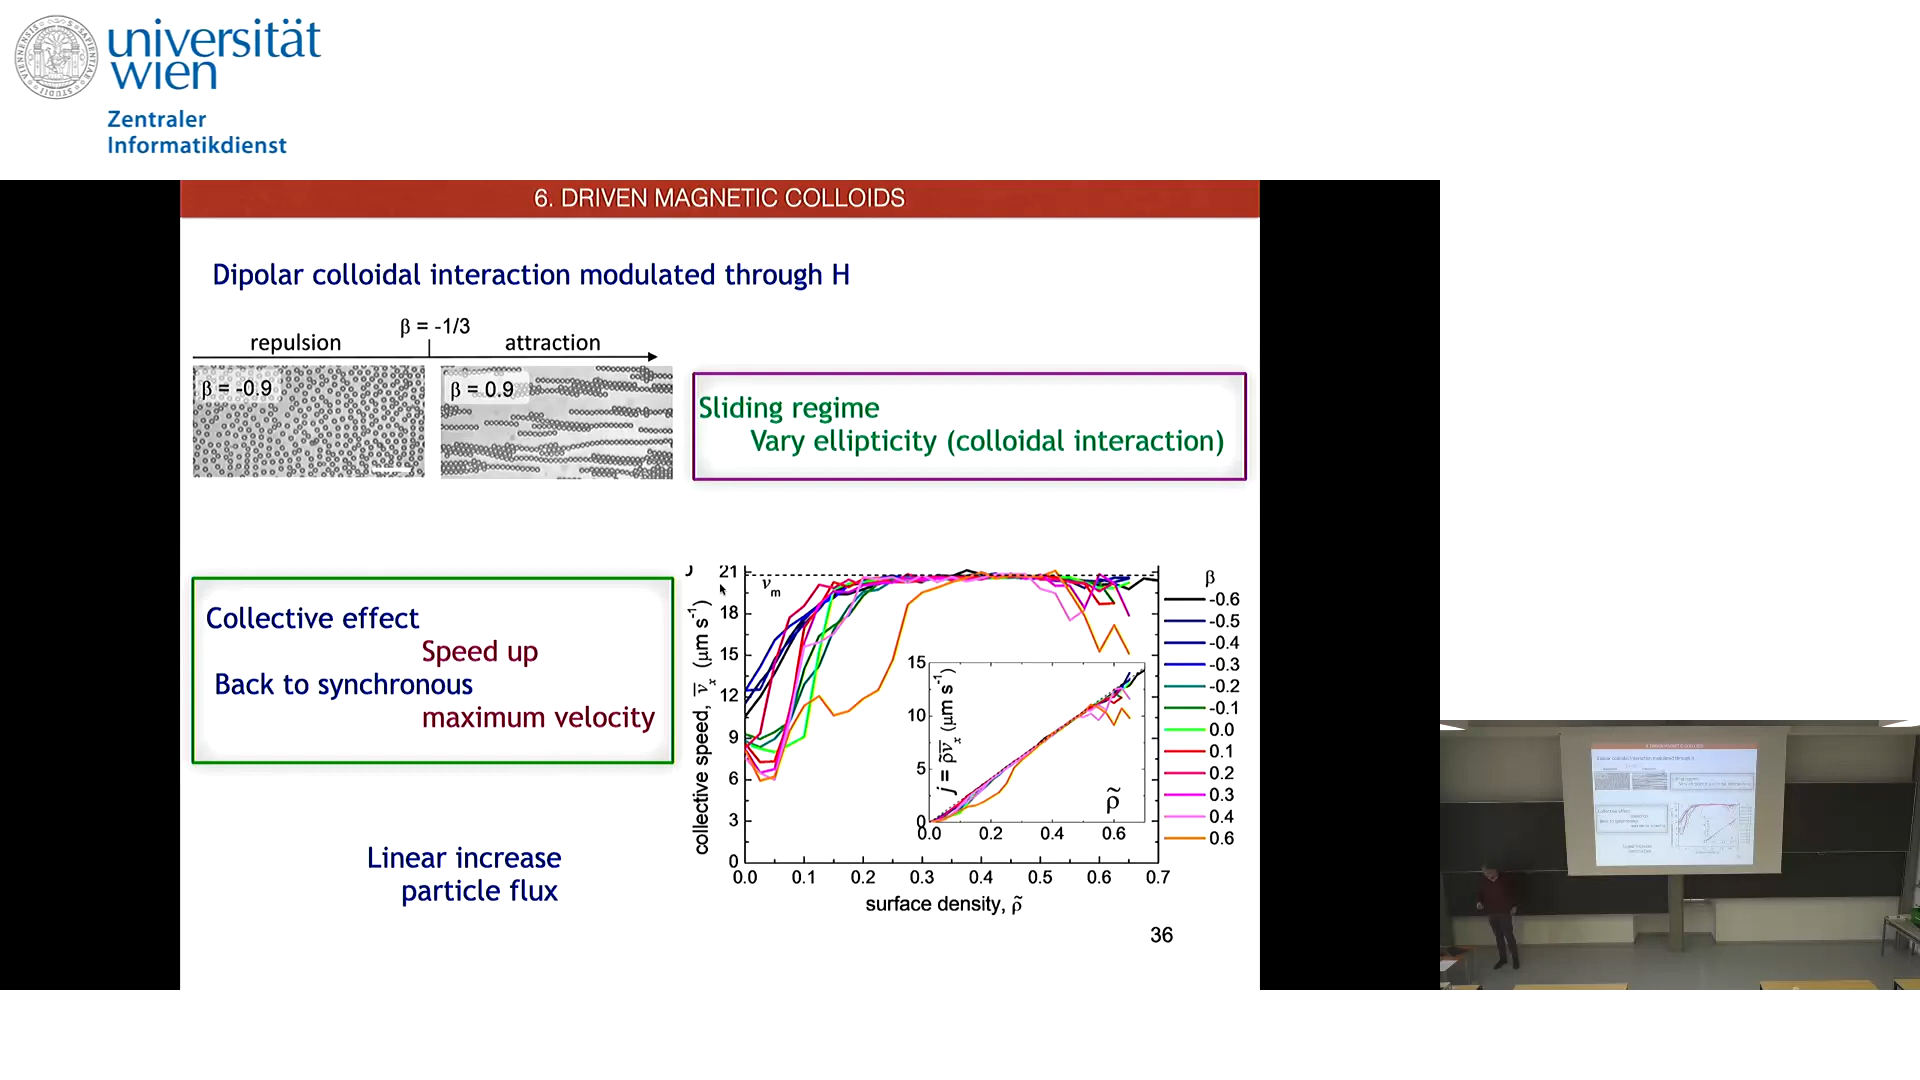 universität
wien
Zentraler
Informatikdienst
6. DRIVEN MAGNETIC COLLOIDS
Dipolar colloidal interaction modulated through H
β = -1/3
repulsion
attraction
β = -0.9
β = 0.9
Sliding regime
Vary ellipticity (colloidal interaction)
Collective effect
Speed up
Back to synchronous
maximum velocity
Linear increase
particle flux
collective speed, v̅ₓ (μm s⁻¹)
21
18
15
12
9
6
3
0
vₘ
0.0 0.1 0.2 0.3 0.4 0.5 0.6 0.7
surface density, ρ̃
j = ρ̃v̅ₓ (μm s⁻¹)
15
10
5
0
0.0 0.2 0.4 0.6
ρ̃
β
-0.6
-0.5
-0.4
-0.3
-0.2
-0.1
0.0
0.1
0.2
0.3
0.4
0.6
36